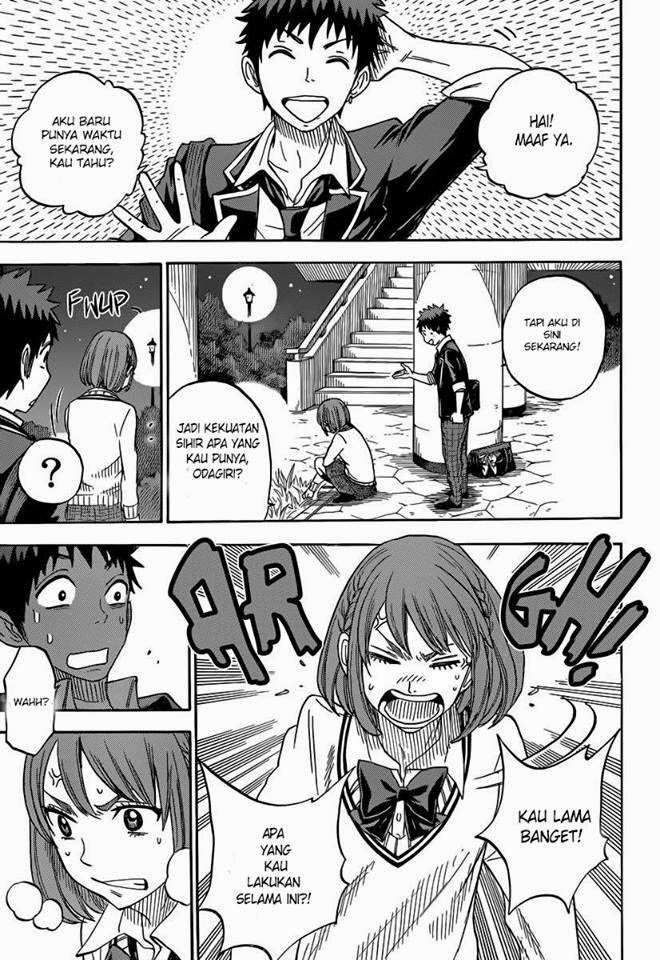 HAI!
MAAF YA.
AKU BARU
PUNYA WAKTU
SEKARANG,
KAU TAHU?
TAPI AKU DI
SINI
SEKARANG!
JADI KEKUATAN
SIHIR APA YANG
KAU PUNYA,
ODAGIRI?
FWUP
?
ARGH!
KAU LAMA
BANGET!
APA
YANG
KAU
LAKUKAN
SELAMA INI?!
WAHH?